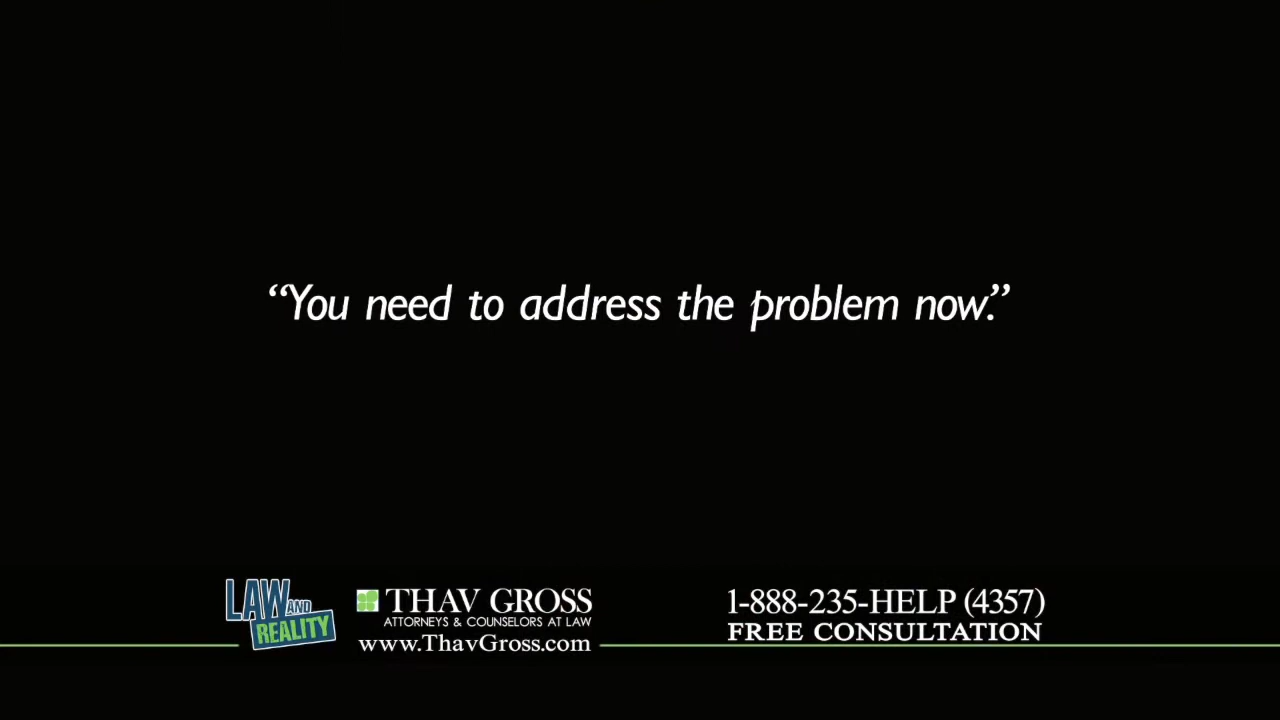 “You need to address the problem now.”
LAW AND REALITY
THAV GROSS
ATTORNEYS & COUNSELORS AT LAW
www.ThavGross.com
1-888-235-HELP (4357)
FREE CONSULTATION